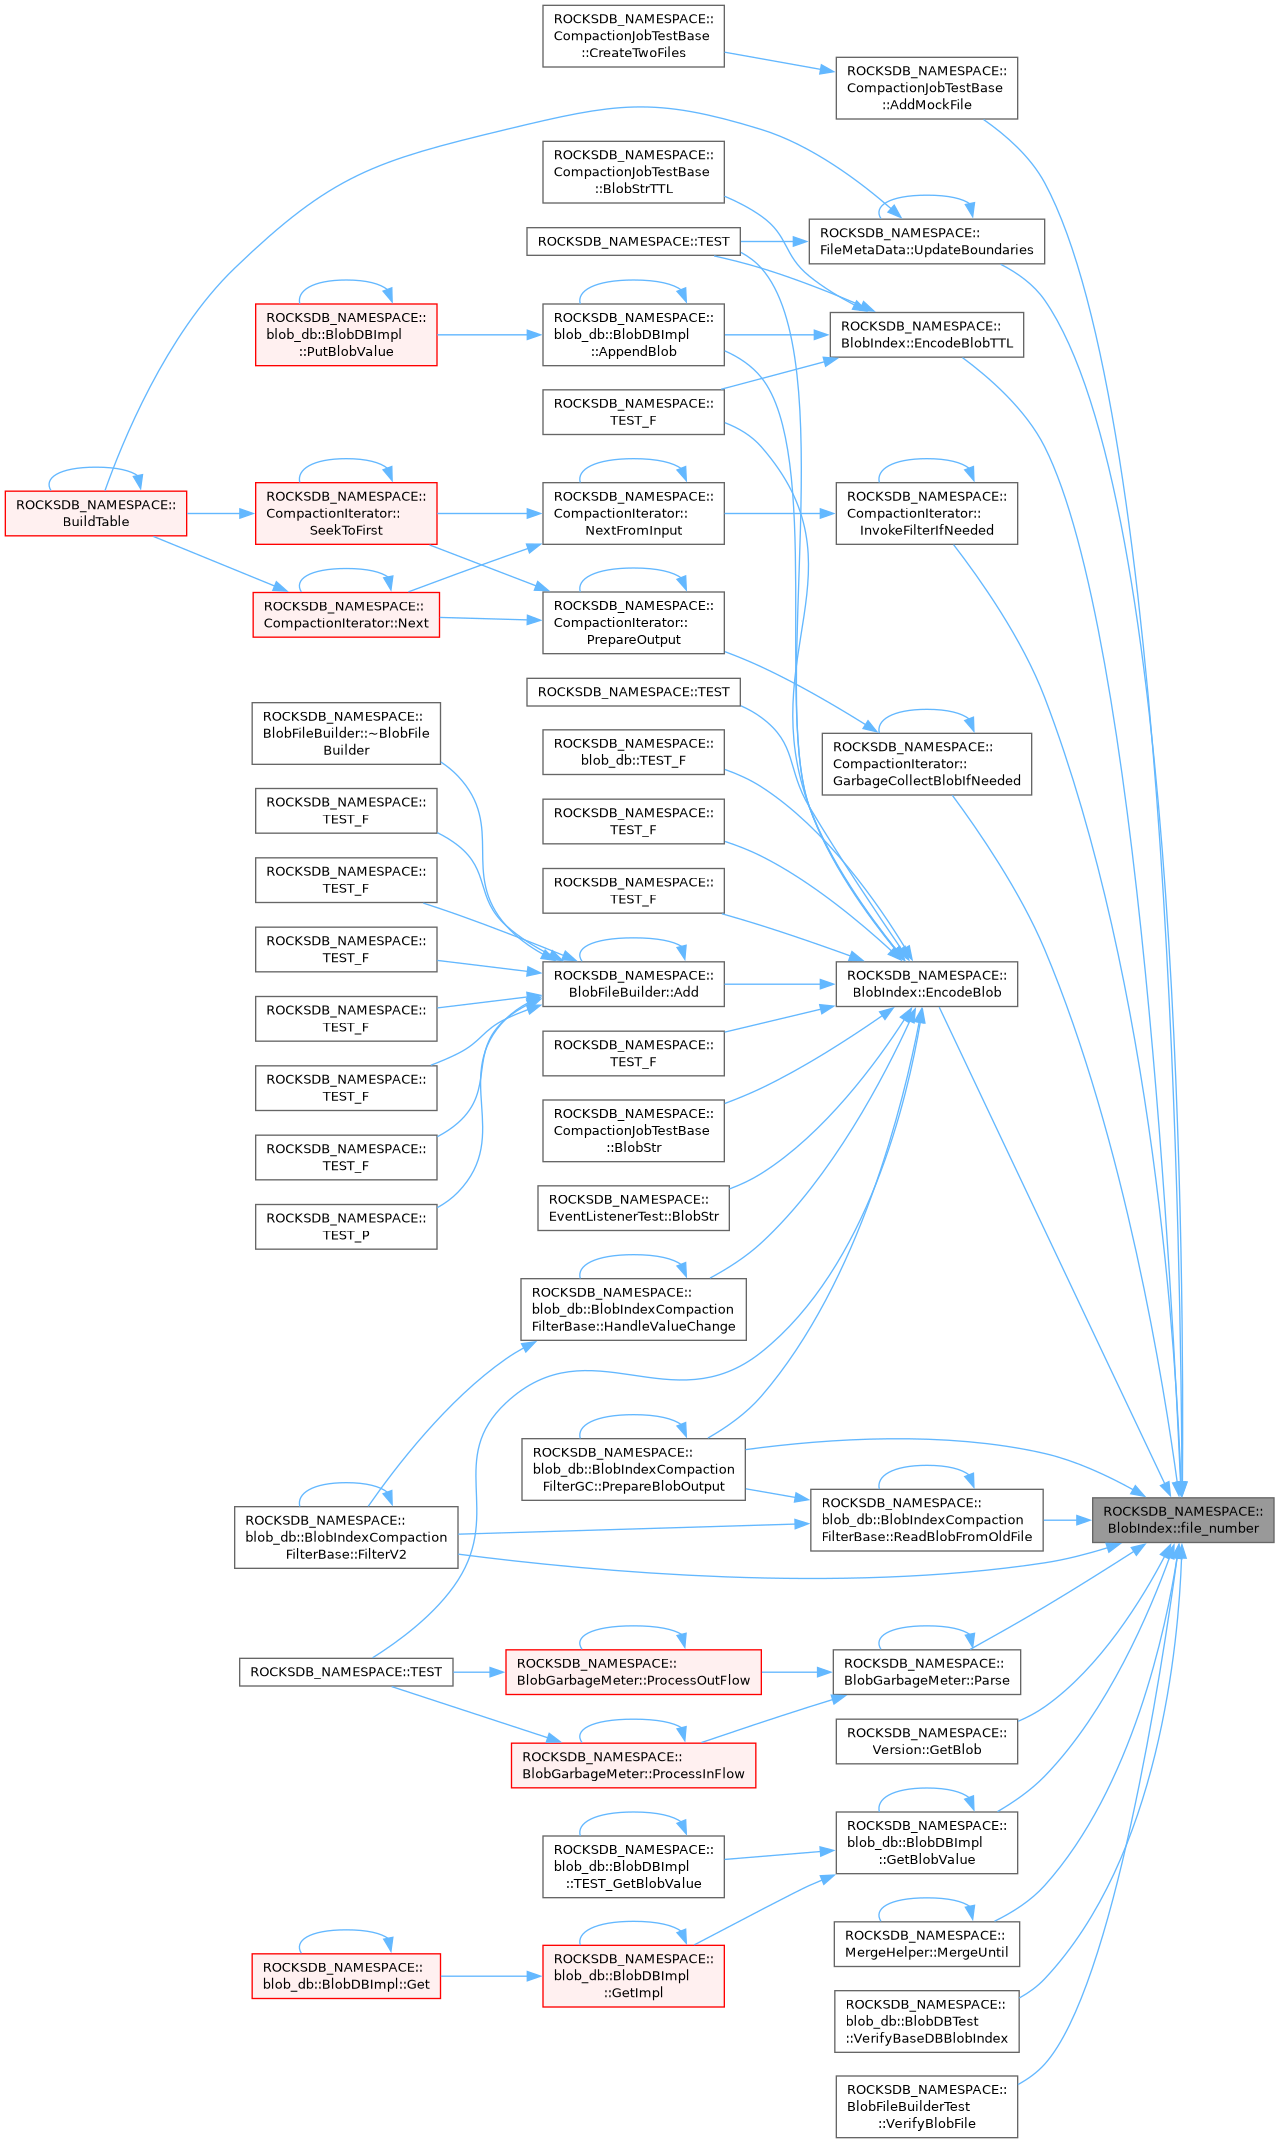 ROCKSDB_NAMESPACE::
CompactionJobTestBase
::CreateTwoFiles
ROCKSDB_NAMESPACE::
CompactionJobTestBase
::AddMockFile
ROCKSDB_NAMESPACE::
CompactionJobTestBase
::BlobStrTTL
ROCKSDB_NAMESPACE::TEST
ROCKSDB_NAMESPACE::
FileMetaData::UpdateBoundaries
ROCKSDB_NAMESPACE::
blob_db::BlobDBImpl
::PutBlobValue
ROCKSDB_NAMESPACE::
blob_db::BlobDBImpl
::AppendBlob
ROCKSDB_NAMESPACE::
BlobIndex::EncodeBlobTTL
ROCKSDB_NAMESPACE::
TEST_F
ROCKSDB_NAMESPACE::
BuildTable
ROCKSDB_NAMESPACE::
CompactionIterator::
SeekToFirst
ROCKSDB_NAMESPACE::
CompactionIterator::
NextFromInput
ROCKSDB_NAMESPACE::
CompactionIterator::
InvokeFilterIfNeeded
ROCKSDB_NAMESPACE::
CompactionIterator::Next
ROCKSDB_NAMESPACE::
CompactionIterator::
PrepareOutput
ROCKSDB_NAMESPACE::TEST
ROCKSDB_NAMESPACE::
BlobFileBuilder::~BlobFile
Builder
ROCKSDB_NAMESPACE::
blob_db::TEST_F
ROCKSDB_NAMESPACE::
CompactionIterator::
GarbageCollectBlobIfNeeded
ROCKSDB_NAMESPACE::
TEST_F
ROCKSDB_NAMESPACE::
TEST_F
ROCKSDB_NAMESPACE::
TEST_F
ROCKSDB_NAMESPACE::
TEST_F
ROCKSDB_NAMESPACE::
TEST_F
ROCKSDB_NAMESPACE::
BlobFileBuilder::Add
ROCKSDB_NAMESPACE::
BlobIndex::EncodeBlob
ROCKSDB_NAMESPACE::
TEST_F
ROCKSDB_NAMESPACE::
TEST_F
ROCKSDB_NAMESPACE::
TEST_F
ROCKSDB_NAMESPACE::
CompactionJobTestBase
::BlobStr
ROCKSDB_NAMESPACE::
TEST_F
ROCKSDB_NAMESPACE::
EventListenerTest::BlobStr
ROCKSDB_NAMESPACE::
TEST_P
ROCKSDB_NAMESPACE::
blob_db::BlobIndexCompaction
FilterBase::HandleValueChange
ROCKSDB_NAMESPACE::
blob_db::BlobIndexCompaction
FilterGC::PrepareBlobOutput
ROCKSDB_NAMESPACE::
blob_db::BlobIndexCompaction
FilterBase::ReadBlobFromOldFile
ROCKSDB_NAMESPACE::
BlobIndex::file_number
ROCKSDB_NAMESPACE::
blob_db::BlobIndexCompaction
FilterBase::FilterV2
ROCKSDB_NAMESPACE::TEST
ROCKSDB_NAMESPACE::
BlobGarbageMeter::ProcessOutFlow
ROCKSDB_NAMESPACE::
BlobGarbageMeter::Parse
ROCKSDB_NAMESPACE::
BlobGarbageMeter::ProcessInFlow
ROCKSDB_NAMESPACE::
Version::GetBlob
ROCKSDB_NAMESPACE::
blob_db::BlobDBImpl
::TEST_GetBlobValue
ROCKSDB_NAMESPACE::
blob_db::BlobDBImpl
::GetBlobValue
ROCKSDB_NAMESPACE::
MergeHelper::MergeUntil
ROCKSDB_NAMESPACE::
blob_db::BlobDBImpl::Get
ROCKSDB_NAMESPACE::
blob_db::BlobDBImpl
::GetImpl
ROCKSDB_NAMESPACE::
blob_db::BlobDBTest
::VerifyBaseDBBlobIndex
ROCKSDB_NAMESPACE::
BlobFileBuilderTest
::VerifyBlobFile